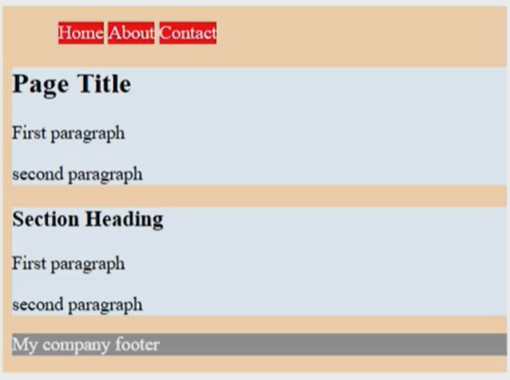 Home About Contact
Page Title
First paragraph
second paragraph
Section Heading
First paragraph
second paragraph
My company footer